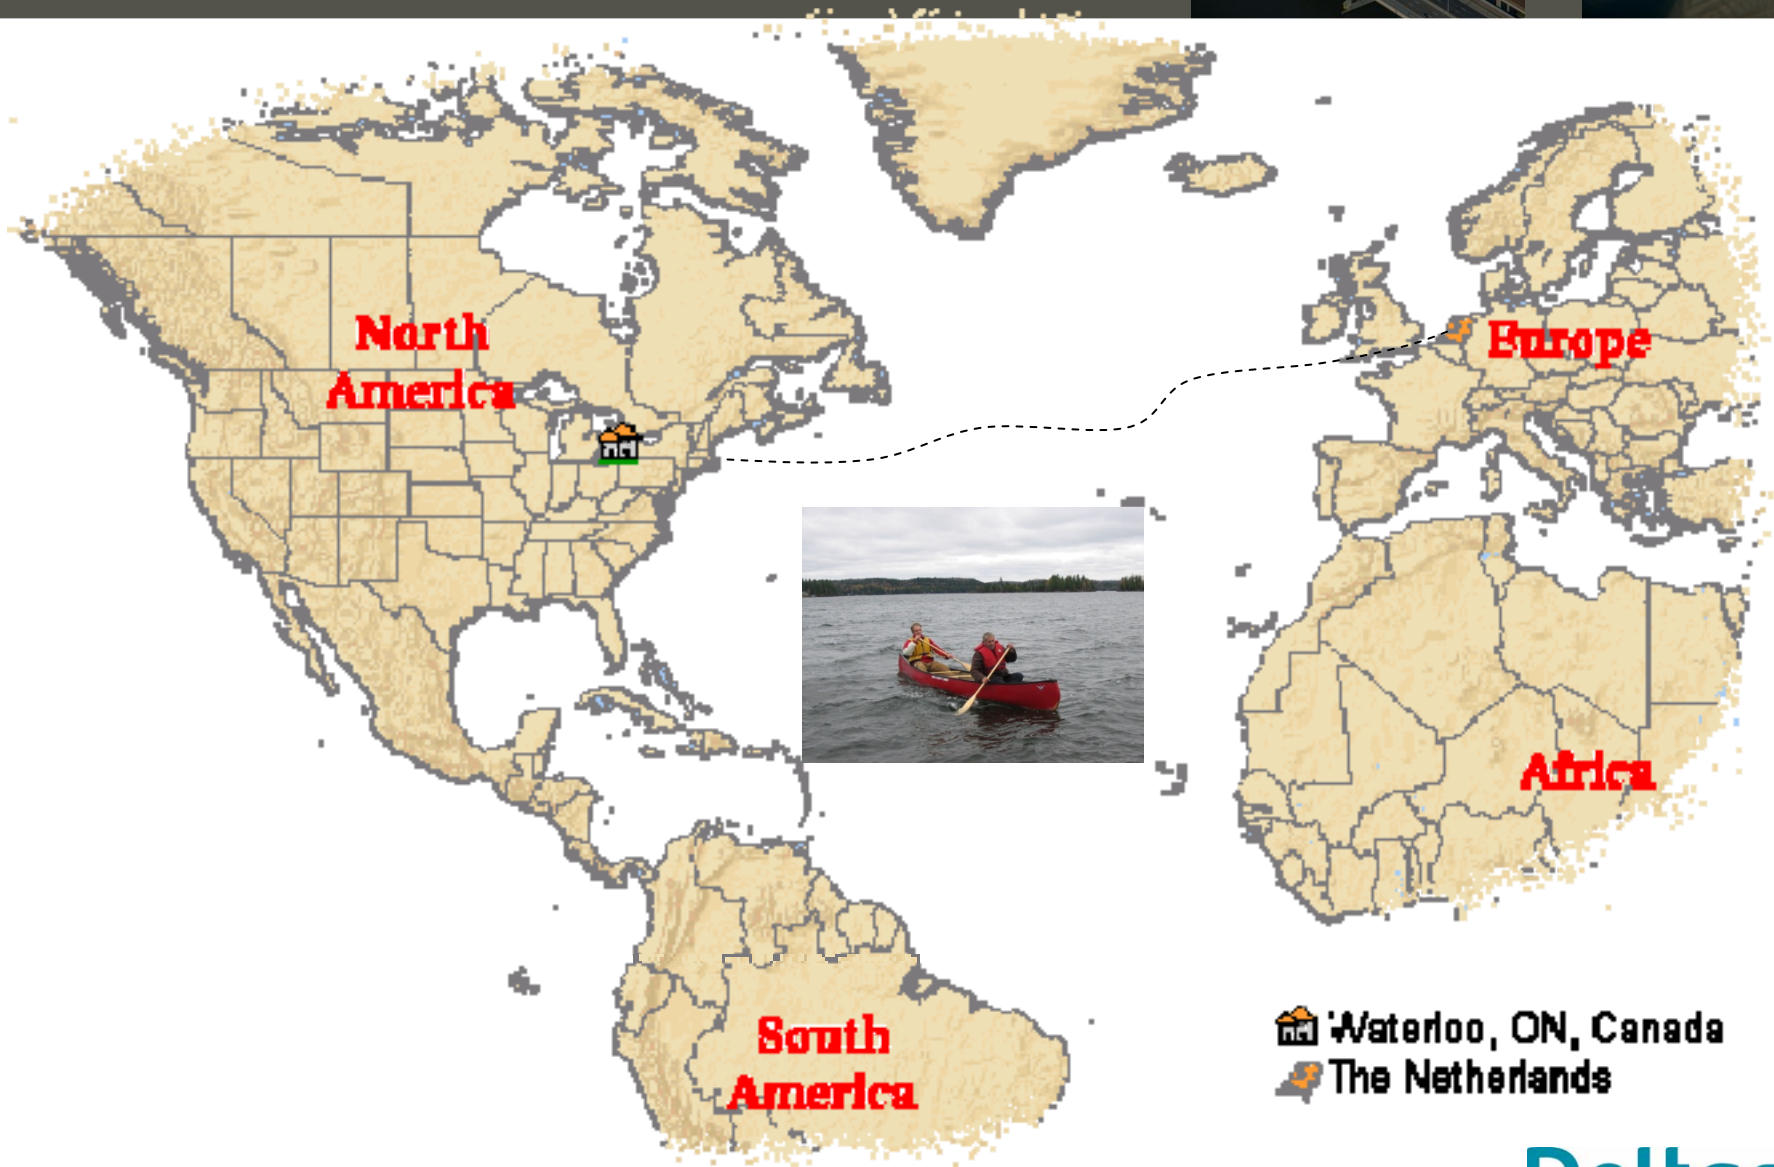 North
America
Europe
Africa
South
America
Waterloo, ON, Canada
The Netherlands